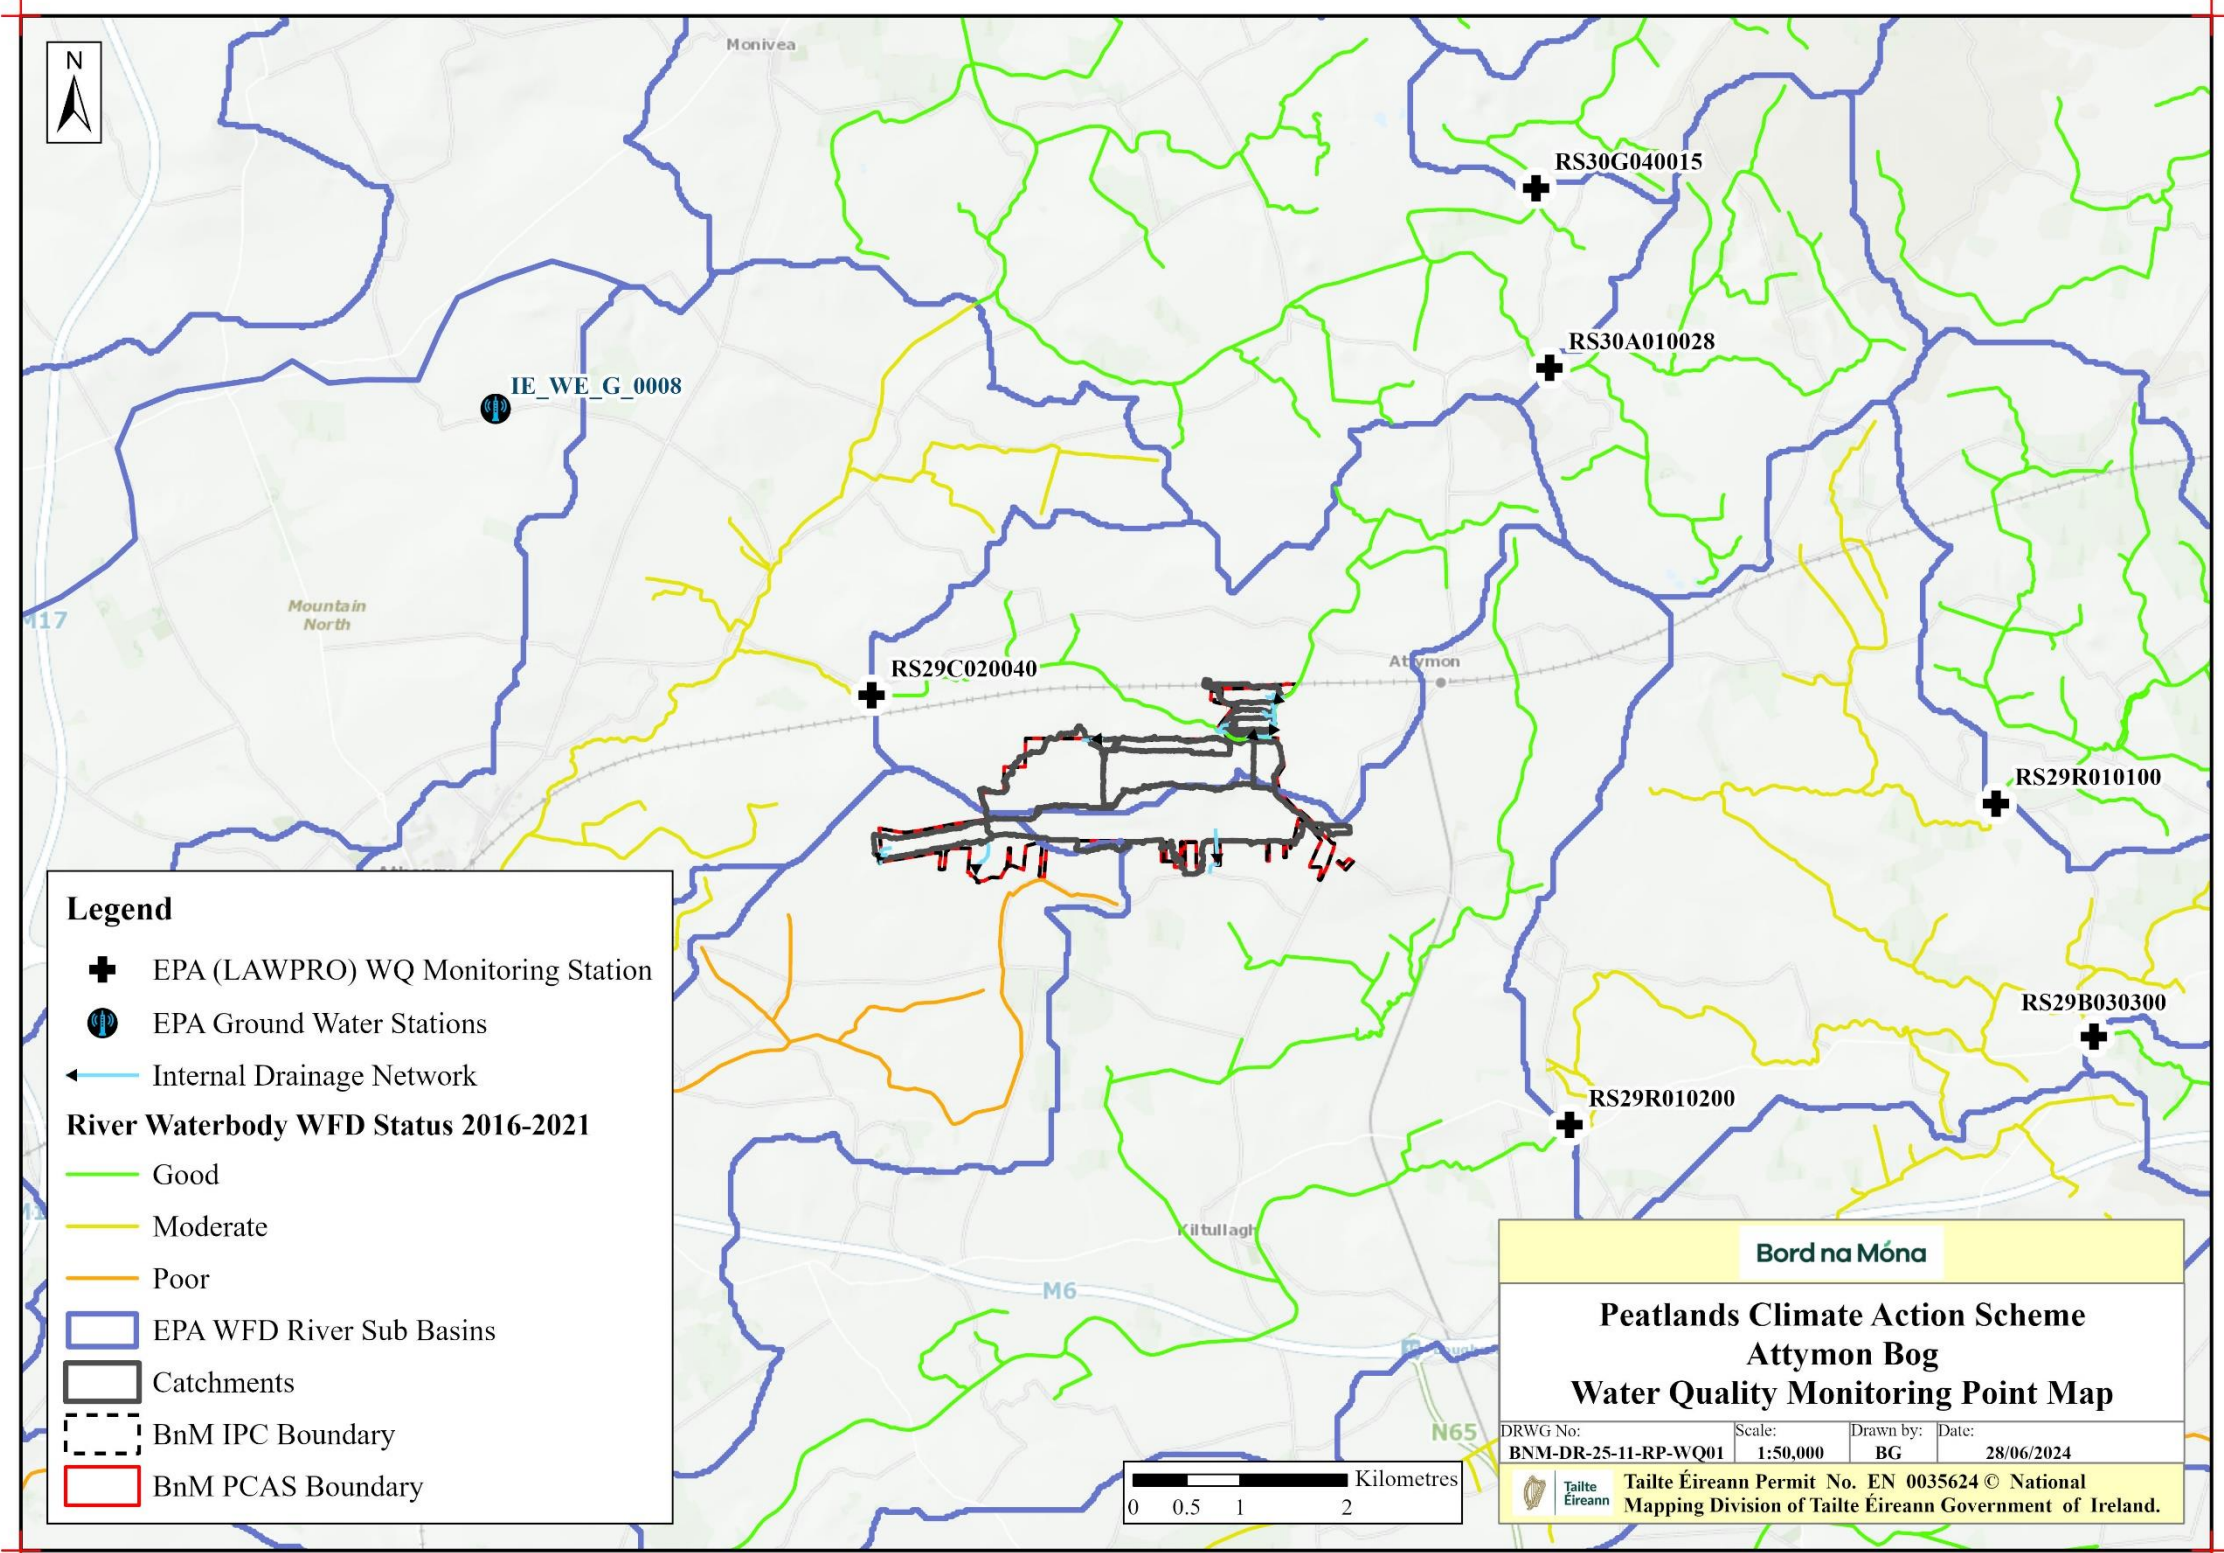 N
Monivea
RS30G040015
RS30A010028
IE_WE_G_0008
Mountain
North
M17
RS29C020040
Attymon
RS29R010100
RS29B030300
RS29R010200
Kiltullagh
M6
N65
Legend
EPA (LAWPRO) WQ Monitoring Station
EPA Ground Water Stations
Internal Drainage Network
River Waterbody WFD Status 2016-2021
Good
Moderate
Poor
EPA WFD River Sub Basins
Catchments
BnM IPC Boundary
BnM PCAS Boundary
Kilometres
0 0.5 1 2
Bord na Móna
Peatlands Climate Action Scheme
Attymon Bog
Water Quality Monitoring Point Map
DRWG No: Scale: Drawn by: Date:
BNM-DR-25-11-RP-WQ01 1:50,000 BG 28/06/2024
Tailte
Éireann
Tailte Éireann Permit No. EN 0035624 © National
Mapping Division of Tailte Éireann Government of Ireland.